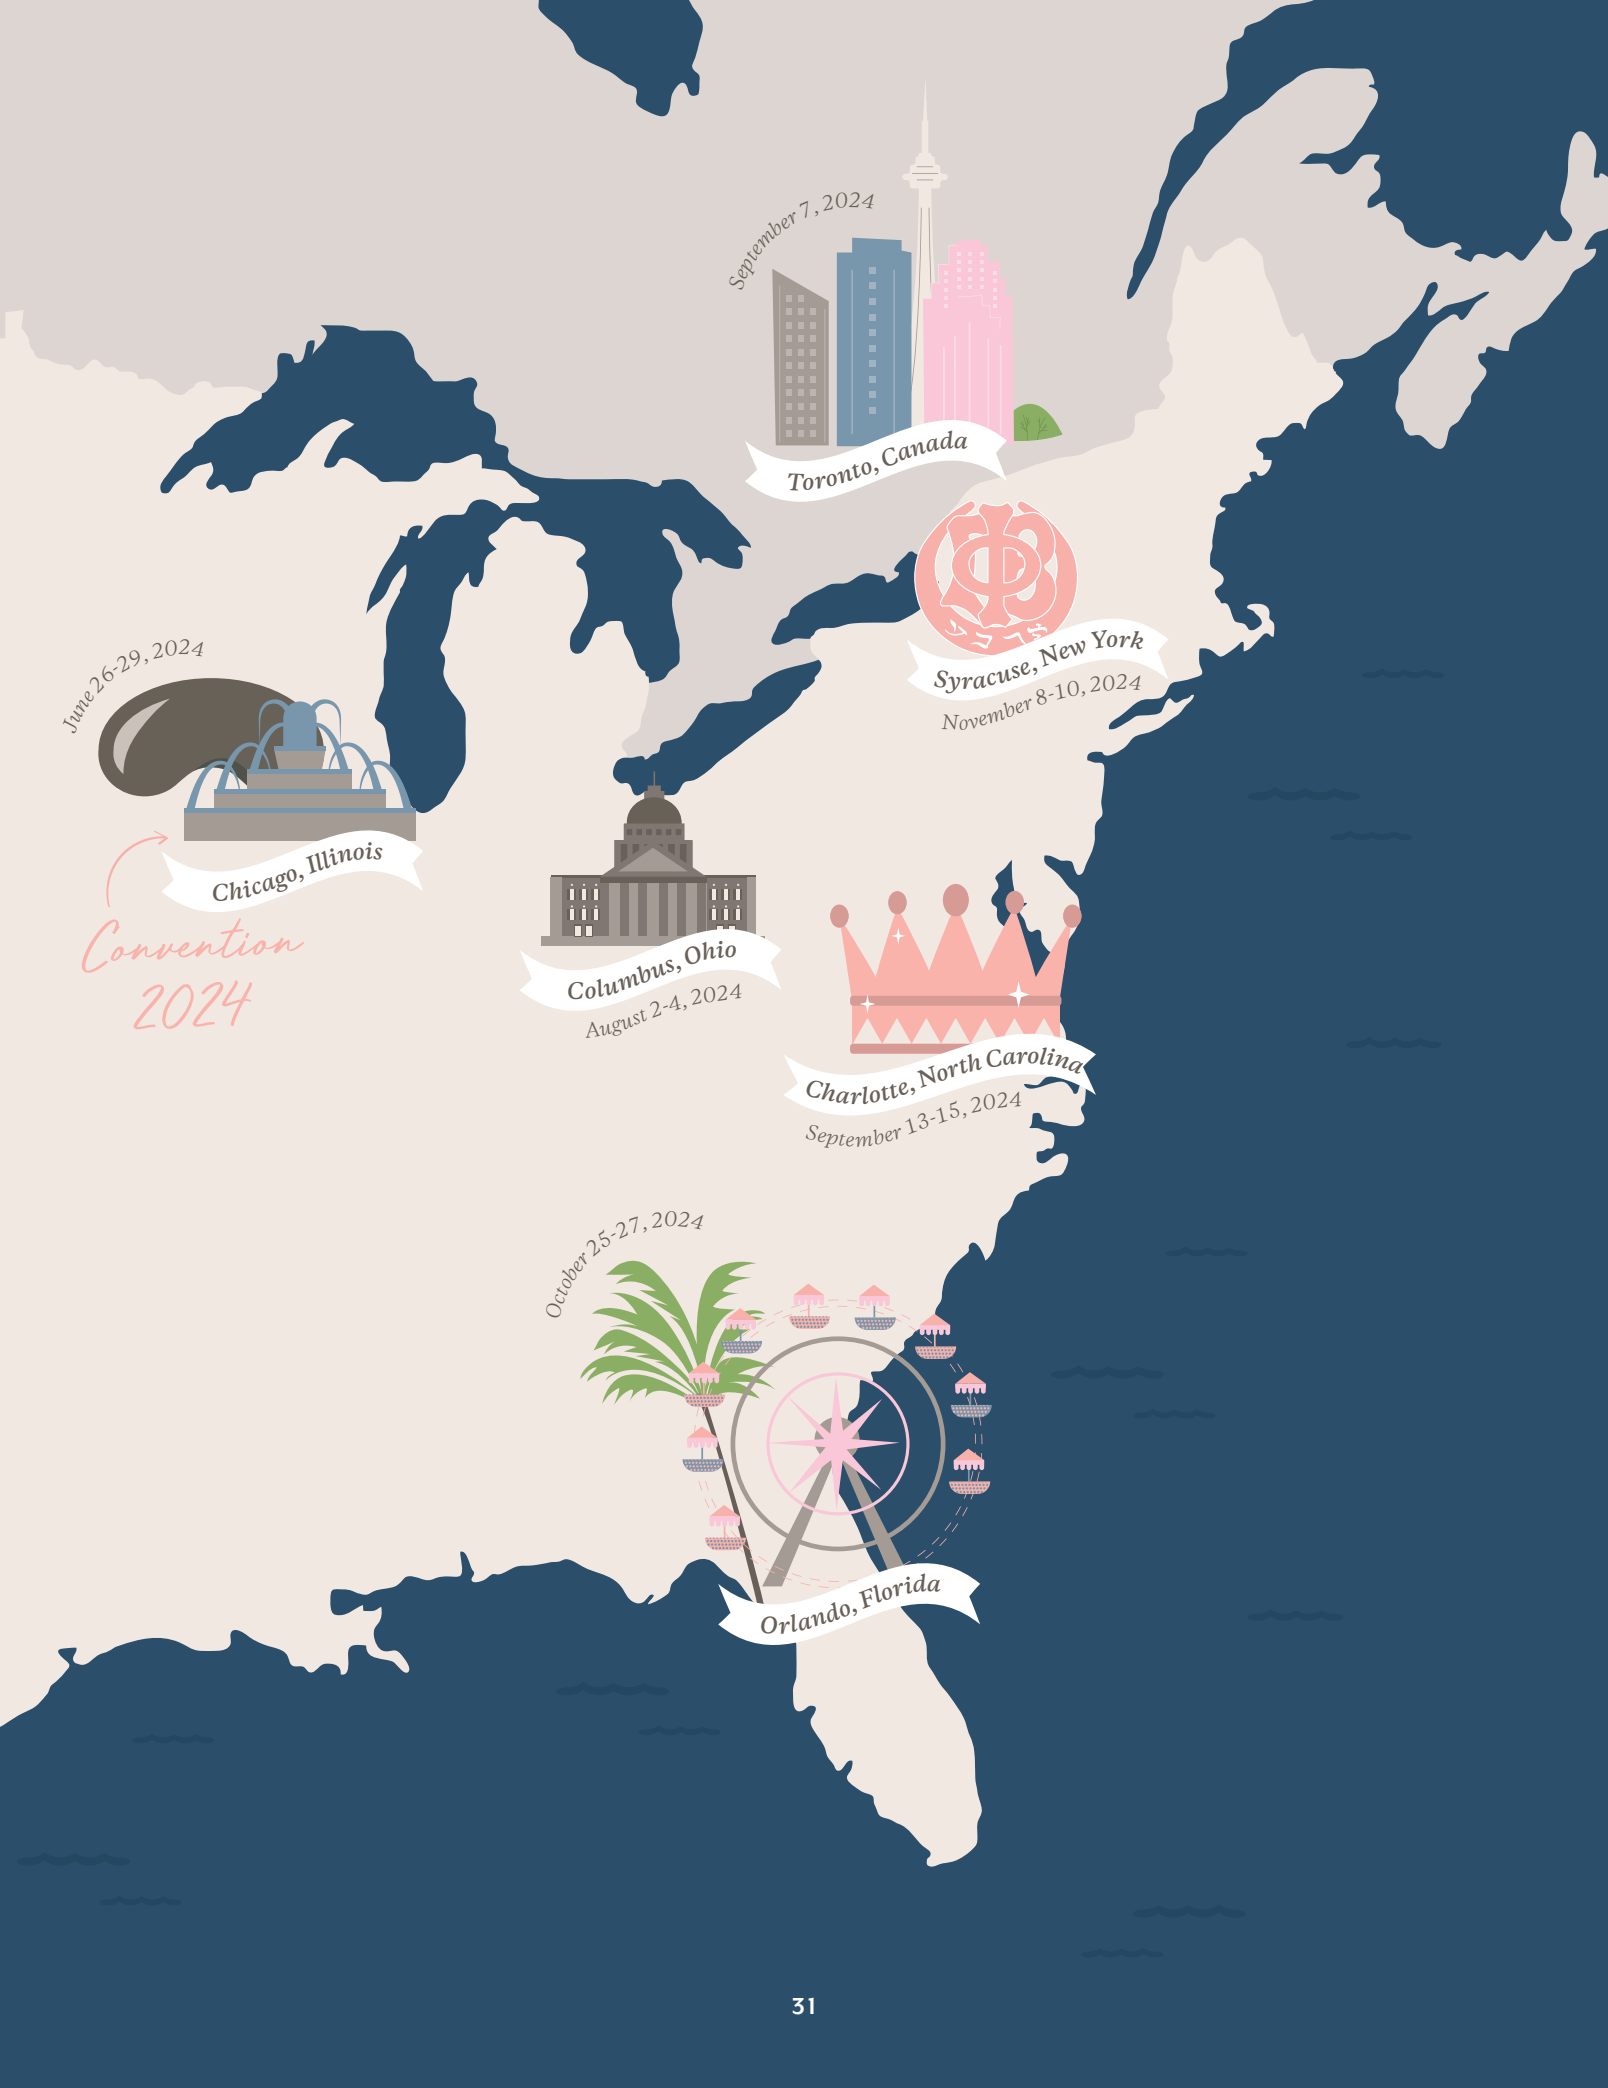 September 7, 2024
Toronto, Canada
Syracuse, New York
November 8-10, 2024
June 26-29, 2024
Chicago, Illinois
Convention
2024
Columbus, Ohio
August 2-4, 2024
Charlotte, North Carolina
September 13-15, 2024
October 25-27, 2024
Orlando, Florida
31